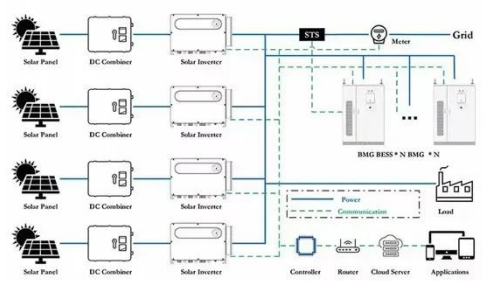 STS
Meter
Grid
Solar Panel
DC Combiner
Solar Inverter
Solar Panel
DC Combiner
Solar Inverter
BMG BESS * N BMG * N
Solar Panel
DC Combiner
Solar Inverter
Power
Communication
Load
Solar Panel
DC Combiner
Solar Inverter
Controller
Router
Cloud Server
Applications